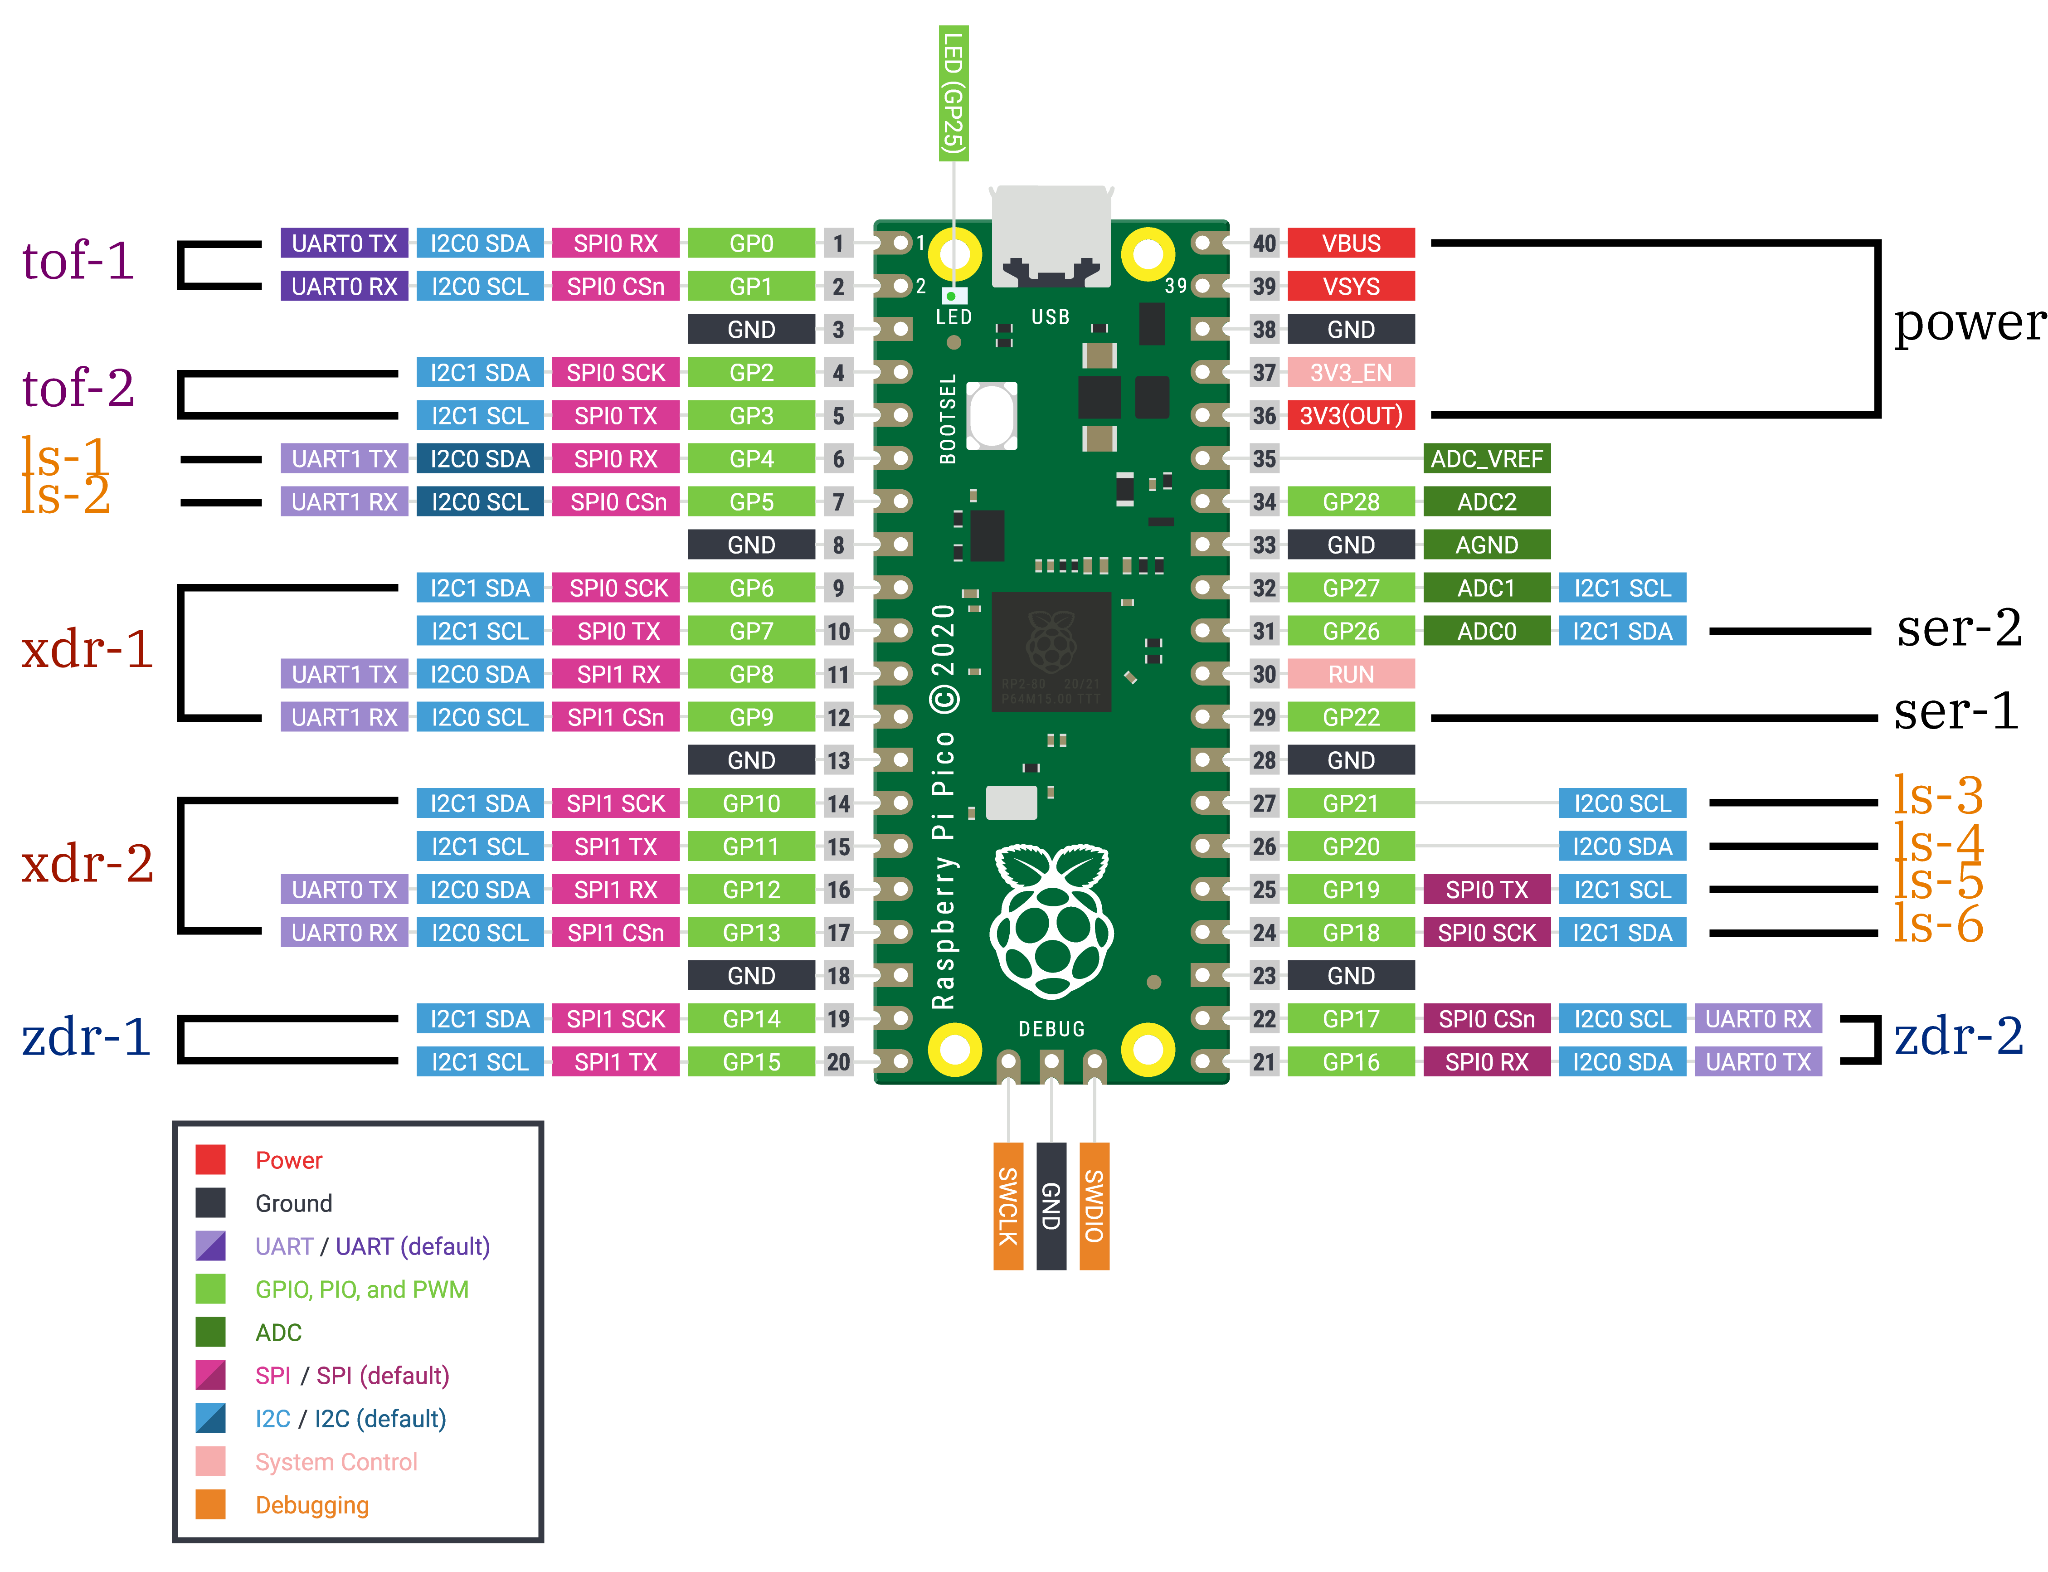 LED (GP25)
tof-1
UART0 TX I2C0 SDA SPI0 RX GP0 1
UART0 RX I2C0 SCL SPI0 CSn GP1 2
GND 3
tof-2
I2C1 SDA SPI0 SCK GP2 4
I2C1 SCL SPI0 TX GP3 5
ls-1 UART1 TX I2C0 SDA SPI0 RX GP4 6
ls-2 UART1 RX I2C0 SCL SPI0 CSn GP5 7
GND 8
xdr-1
I2C1 SDA SPI0 SCK GP6 9
I2C1 SCL SPI0 TX GP7 10
UART1 TX I2C0 SDA SPI1 RX GP8 11
UART1 RX I2C0 SCL SPI1 CSn GP9 12
GND 13
xdr-2
I2C1 SDA SPI1 SCK GP10 14
I2C1 SCL SPI1 TX GP11 15
UART0 TX I2C0 SDA SPI1 RX GP12 16
UART0 RX I2C0 SCL SPI1 CSn GP13 17
GND 18
zdr-1
I2C1 SDA SPI1 SCK GP14 19
I2C1 SCL SPI1 TX GP15 20
1
2
39
LED
USB
BOOTSEL
Raspberry Pi Pico ©2020
RP2-B0 20/21
P64M15.00 TTT
DEBUG
SWCLK
GND
SWDIO
40 VBUS
39 VSYS
38 GND
37 3V3_EN
36 3V3(OUT)
power
35 ADC_VREF
34 GP28 ADC2
33 GND AGND
32 GP27 ADC1 I2C1 SCL
31 GP26 ADC0 I2C1 SDA ser-2
30 RUN
29 GP22 ser-1
28 GND
27 GP21 I2C0 SCL ls-3
26 GP20 I2C0 SDA ls-4
25 GP19 SPI0 TX I2C1 SCL ls-5
24 GP18 SPI0 SCK I2C1 SDA ls-6
23 GND
22 GP17 SPI0 CSn I2C0 SCL UART0 RX
21 GP16 SPI0 RX I2C0 SDA UART0 TX
zdr-2
Power
Ground
UART / UART (default)
GPIO, PIO, and PWM
ADC
SPI / SPI (default)
I2C / I2C (default)
System Control
Debugging